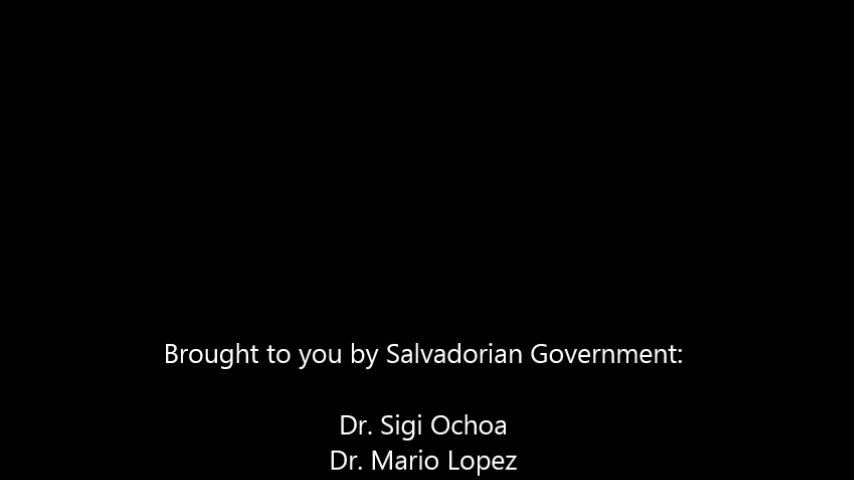 Brought to you by Salvadorian Government:
Dr. Sigi Ochoa
Dr. Mario Lopez